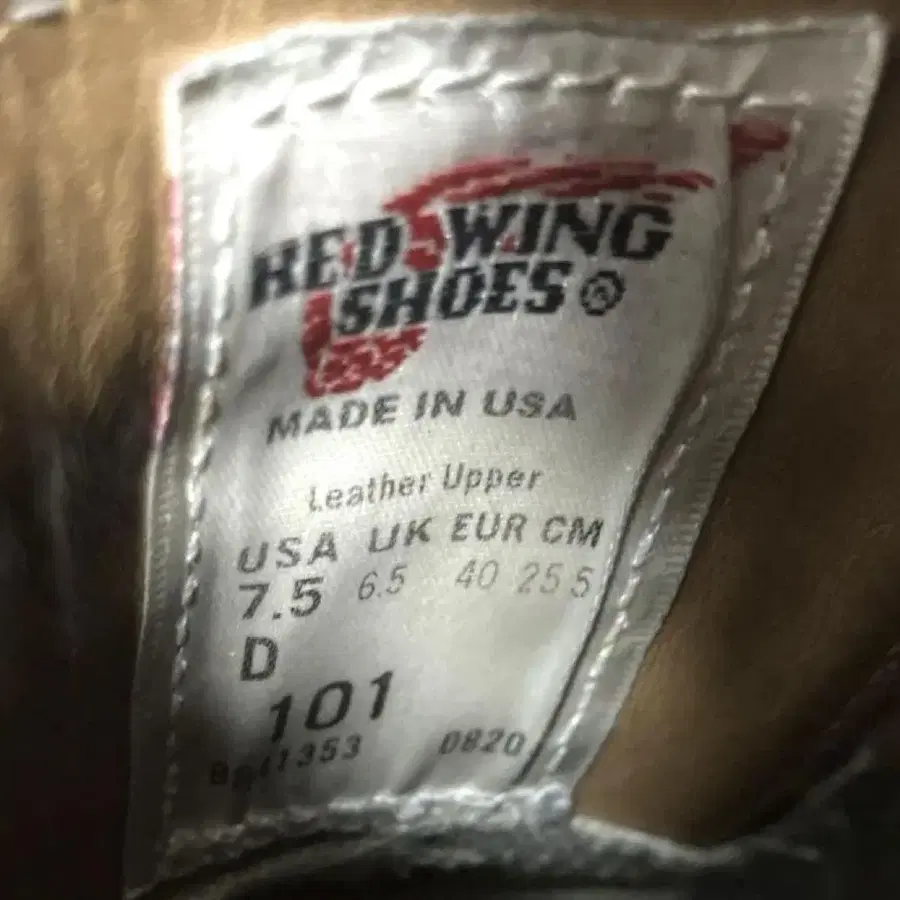 RED WING
SHOES®
MADE IN USA
Leather Upper
USA UK EUR CM
7.5 6.5 40 25 5
D
101
0820